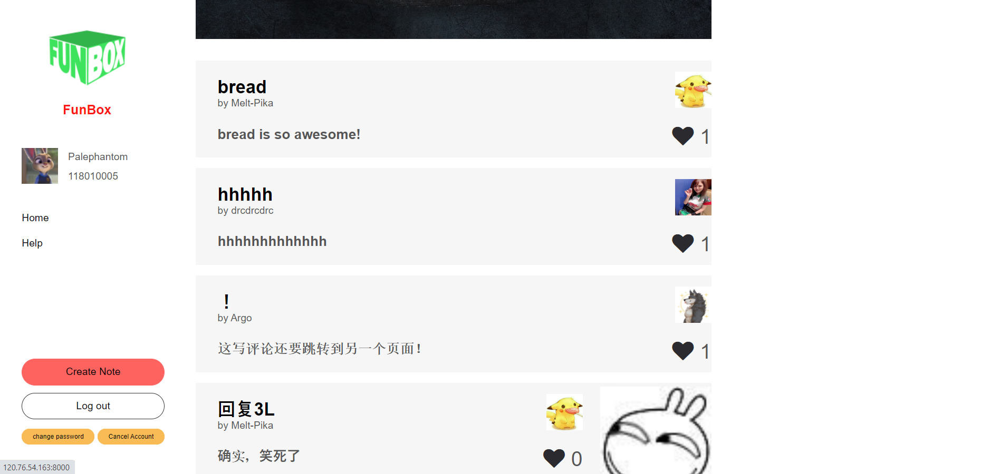 FUNBOX
FunBox
Palephantom
118010005
Home
Help
Create Note
Log out
change password
Cancel Account
120.76.54.163:8000
bread
by Melt-Pika
bread is so awesome!
1
hhhhh
by drcdrcdrc
hhhhhhhhhhhhh
1
！
by Argo
这写评论还要跳转到另一个页面！
1
回复3L
by Melt-Pika
确实，笑死了
0